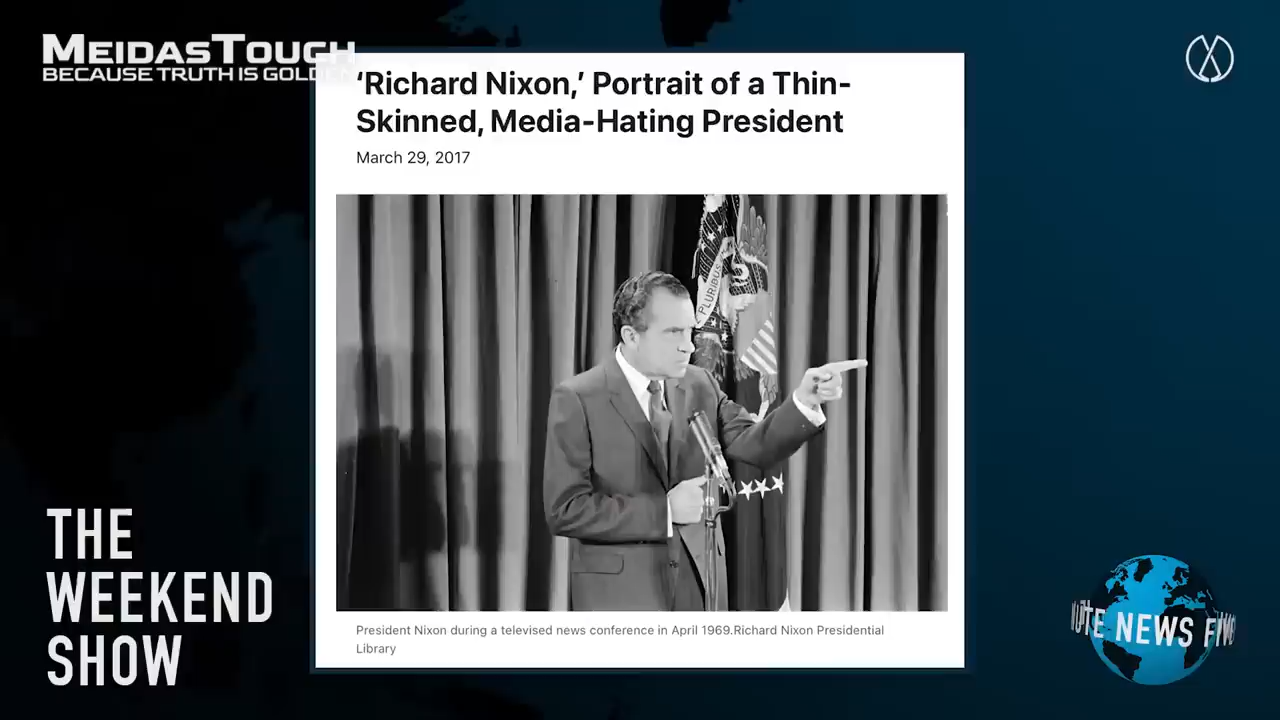 MEIDASTOUCH
BECAUSE TRUTH IS GOLDEN
‘Richard Nixon,’ Portrait of a Thin-
Skinned, Media-Hating President
March 29, 2017
PLURIBUS
President Nixon during a televised news conference in April 1969.Richard Nixon Presidential
Library
THE
WEEKEND
SHOW
NEWS